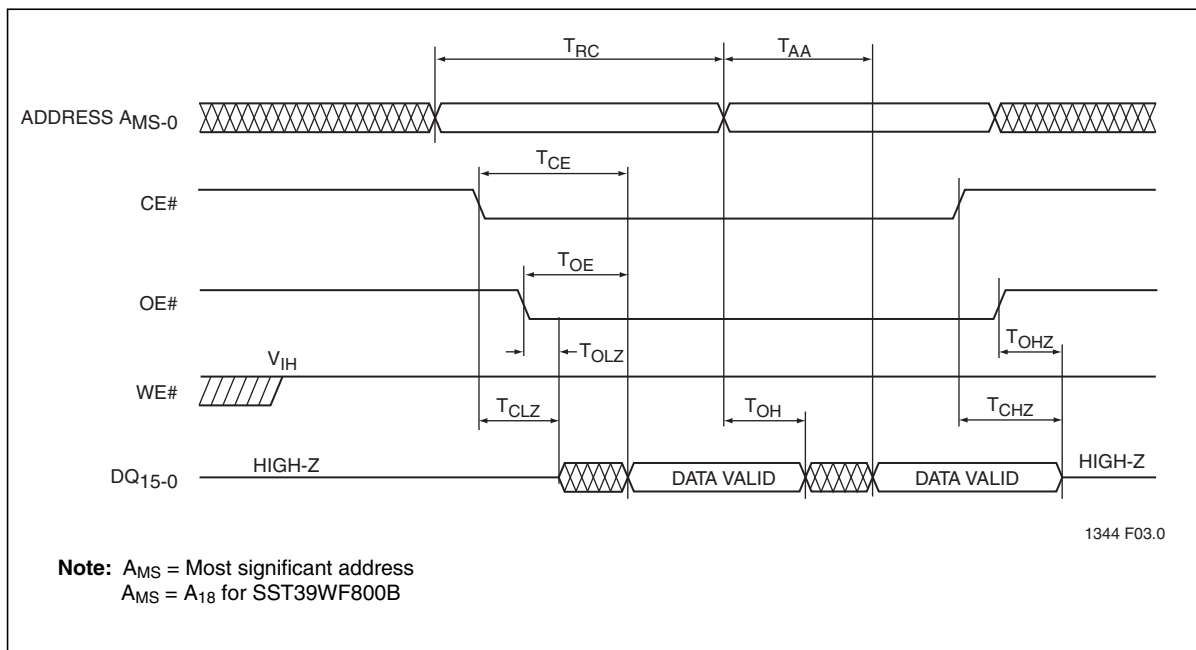 TRC TAA
ADDRESS AMS-0
TCE
CE#
TOE
OE#
TOLZ TOHZ
VIH
WE#
TCLZ TOH TCHZ
HIGH-Z HIGH-Z
DQ15-0 DATA VALID DATA VALID
1344 F03.0
Note: AMS = Most significant address
AMS = A18 for SST39WF800B